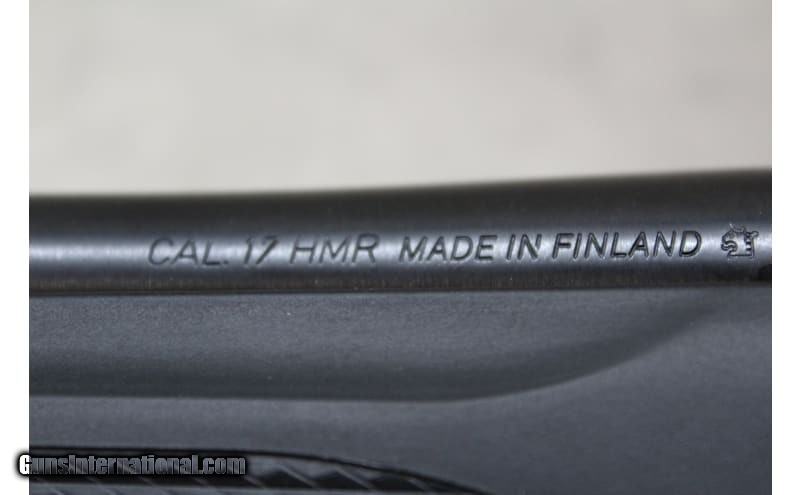 CAL. 17 HMR MADE IN FINLAND
GunsInternational.com